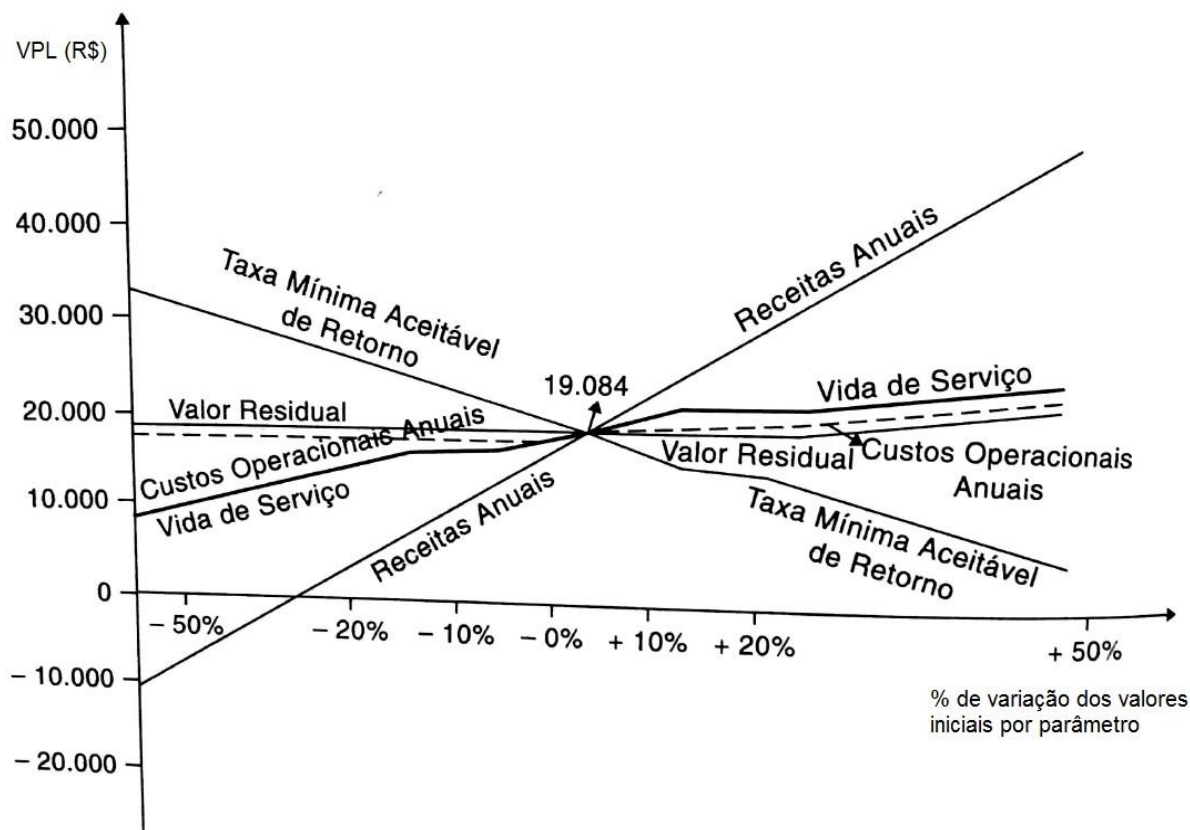 VPL (R$)
50.000
40.000
30.000
20.000
10.000
0
– 10.000
– 20.000
Taxa Mínima Aceitável
de Retorno
Receitas Anuais
19.084
Valor Residual
Custos Operacionais Anuais
Vida de Serviço
Receitas Anuais
Vida de Serviço
Valor Residual
Custos Operacionais
Anuais
Taxa Mínima Aceitável
de Retorno
– 50%
– 20%
– 10%
– 0%
+ 10%
+ 20%
+ 50%
% de variação dos valores
iniciais por parâmetro